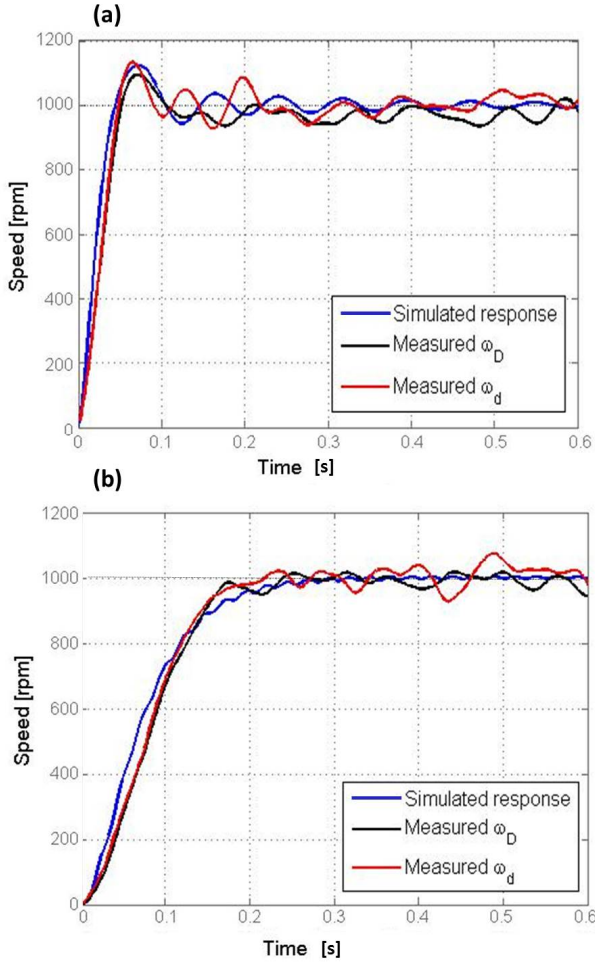 (a)
1200
1000
800
600
400
200
0
Speed [rpm]
Simulated response
Measured ω_D
Measured ω_d
0 0.1 0.2 0.3 0.4 0.5 0.6
Time [s]
(b)
1200
1000
800
600
400
200
0
Speed [rpm]
Simulated response
Measured ω_D
Measured ω_d
0 0.1 0.2 0.3 0.4 0.5 0.6
Time [s]